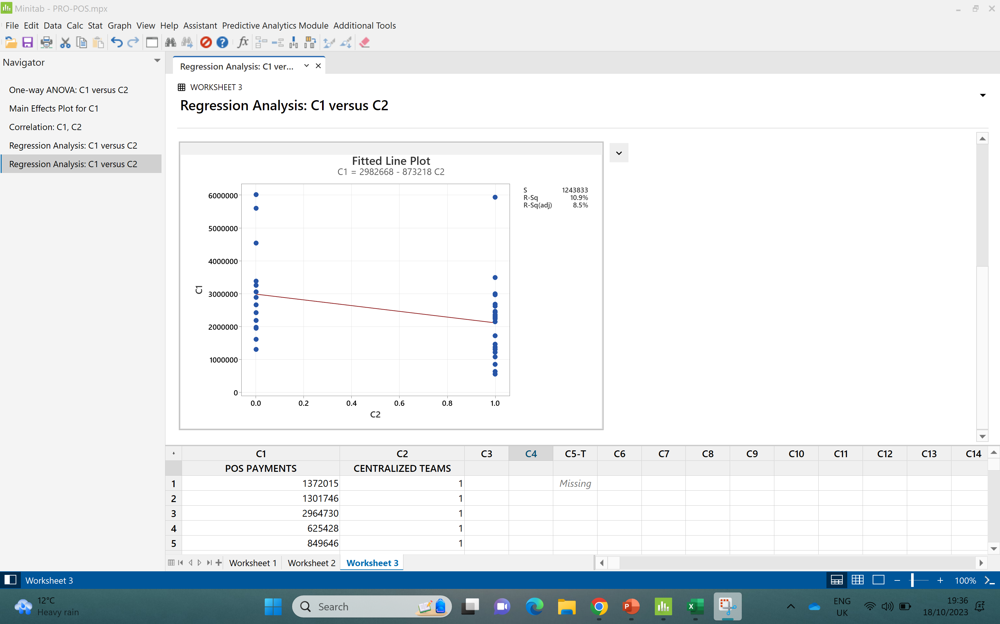 Minitab - PRO-POS.mpx
File Edit Data Calc Stat Graph View Help Assistant Predictive Analytics Module Additional Tools
Navigator
One-way ANOVA: C1 versus C2
Main Effects Plot for C1
Correlation: C1, C2
Regression Analysis: C1 versus C2
Regression Analysis: C1 versus C2
Regression Analysis: C1 ver...
WORKSHEET 3
Regression Analysis: C1 versus C2
Fitted Line Plot
C1 = 2982668 - 873218 C2
S 1243833
R-Sq 10.9%
R-Sq(adj) 8.5%
6000000
5000000
4000000
3000000
2000000
1000000
0
C1
0.0 0.2 0.4 0.6 0.8 1.0
C2
C1 C2 C3 C4 C5-T C6 C7 C8 C9 C10 C11 C12 C13 C14
POS PAYMENTS CENTRALIZED TEAMS
1 1372015 1 Missing
2 1301746 1
3 2964730 1
4 625428 1
5 849646 1
Worksheet 1 Worksheet 2 Worksheet 3
Worksheet 3
100%
12°C
Heavy rain
Search
ENG
UK
19:36
18/10/2023